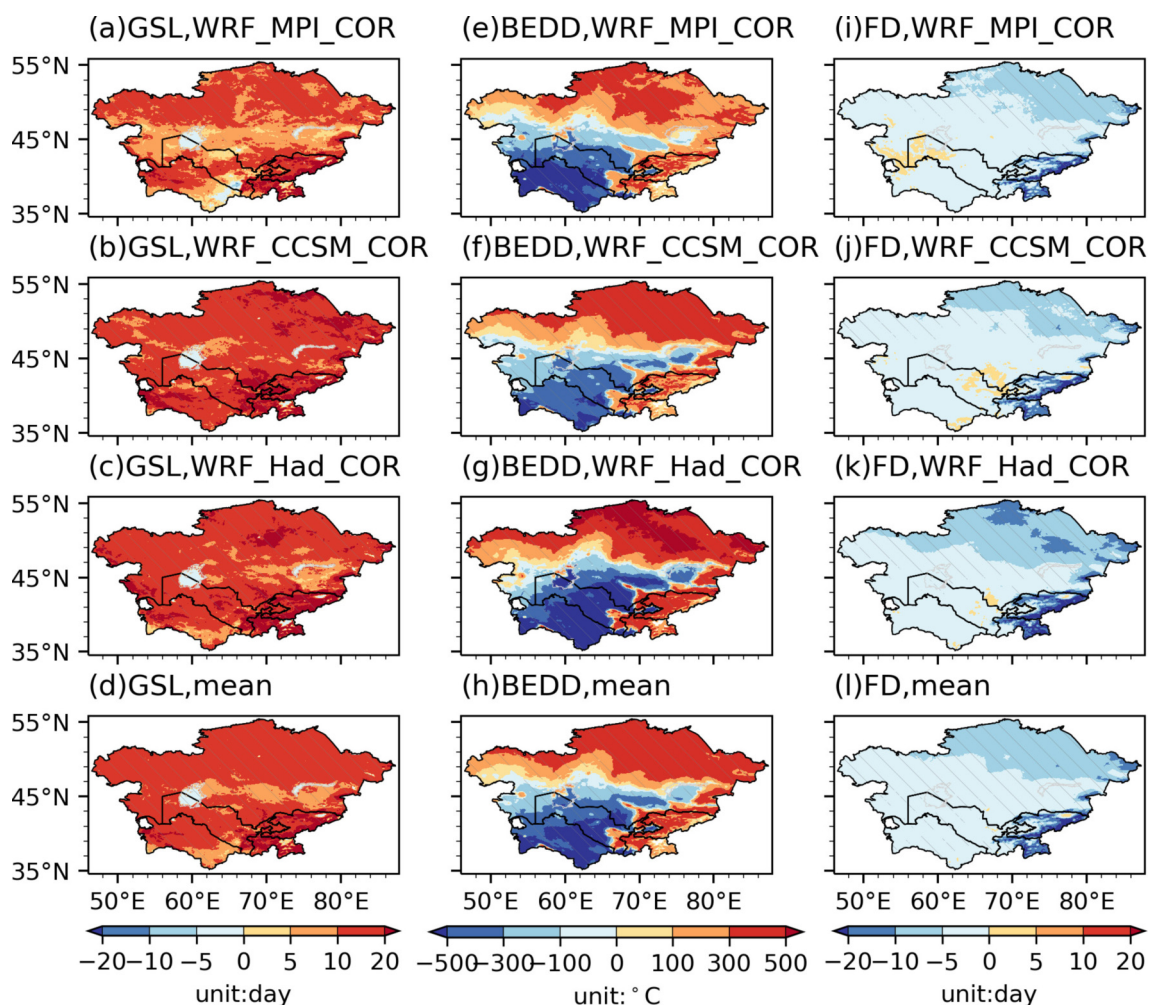 (a)GSL,WRF_MPI_COR (e)BEDD,WRF_MPI_COR (i)FD,WRF_MPI_COR
55°N
45°N
35°N
(b)GSL,WRF_CCSM_COR (f)BEDD,WRF_CCSM_COR (j)FD,WRF_CCSM_COR
55°N
45°N
35°N
(c)GSL,WRF_Had_COR (g)BEDD,WRF_Had_COR (k)FD,WRF_Had_COR
55°N
45°N
35°N
(d)GSL,mean (h)BEDD,mean (l)FD,mean
55°N
45°N
35°N
50°E 60°E 70°E 80°E 50°E 60°E 70°E 80°E 50°E 60°E 70°E 80°E
−20 −10 −5 0 5 10 20 −500 −300 −100 0 100 300 500 −20 −10 −5 0 5 10 20
unit:day unit:°C unit:day